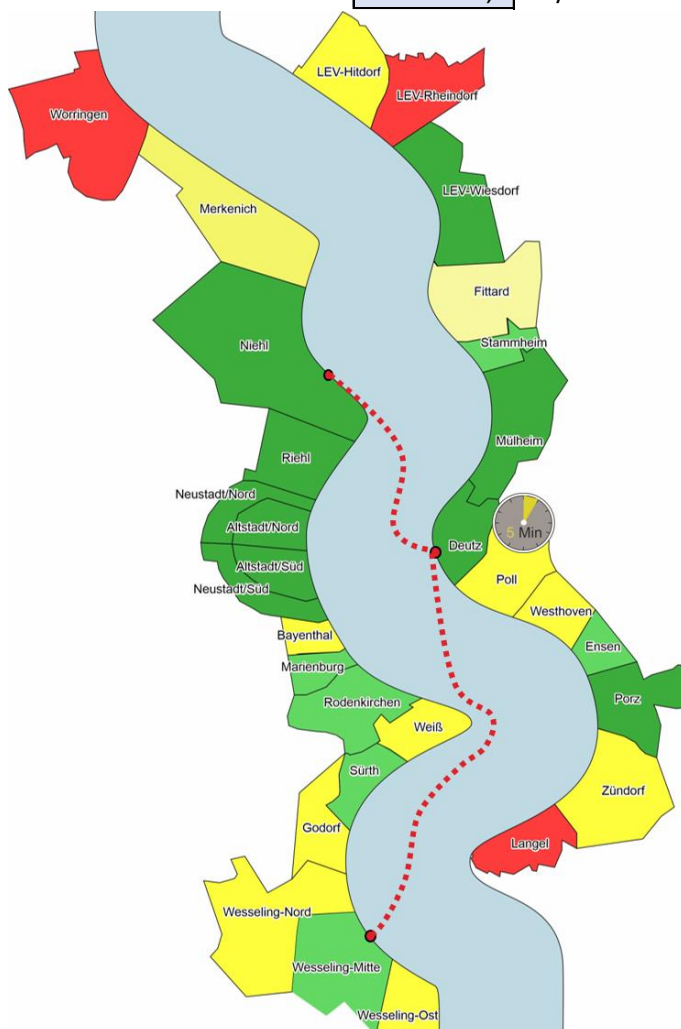 LEV-Hitdorf
LEV-Rheindorf
Worringen
LEV-Wiesdorf
Merkenich
Fittard
Stammheim
Niehl
Mülheim
Riehl
Neustadt/Nord
Altstadt/Nord
5 Min
Deutz
Altstadt/Süd
Poll
Neustadt/Süd
Westhoven
Bayenthal
Ensen
Marienburg
Rodenkirchen
Porz
Weiß
Sürth
Zündorf
Godorf
Langel
Wesseling-Nord
Wesseling-Mitte
Wesseling-Ost